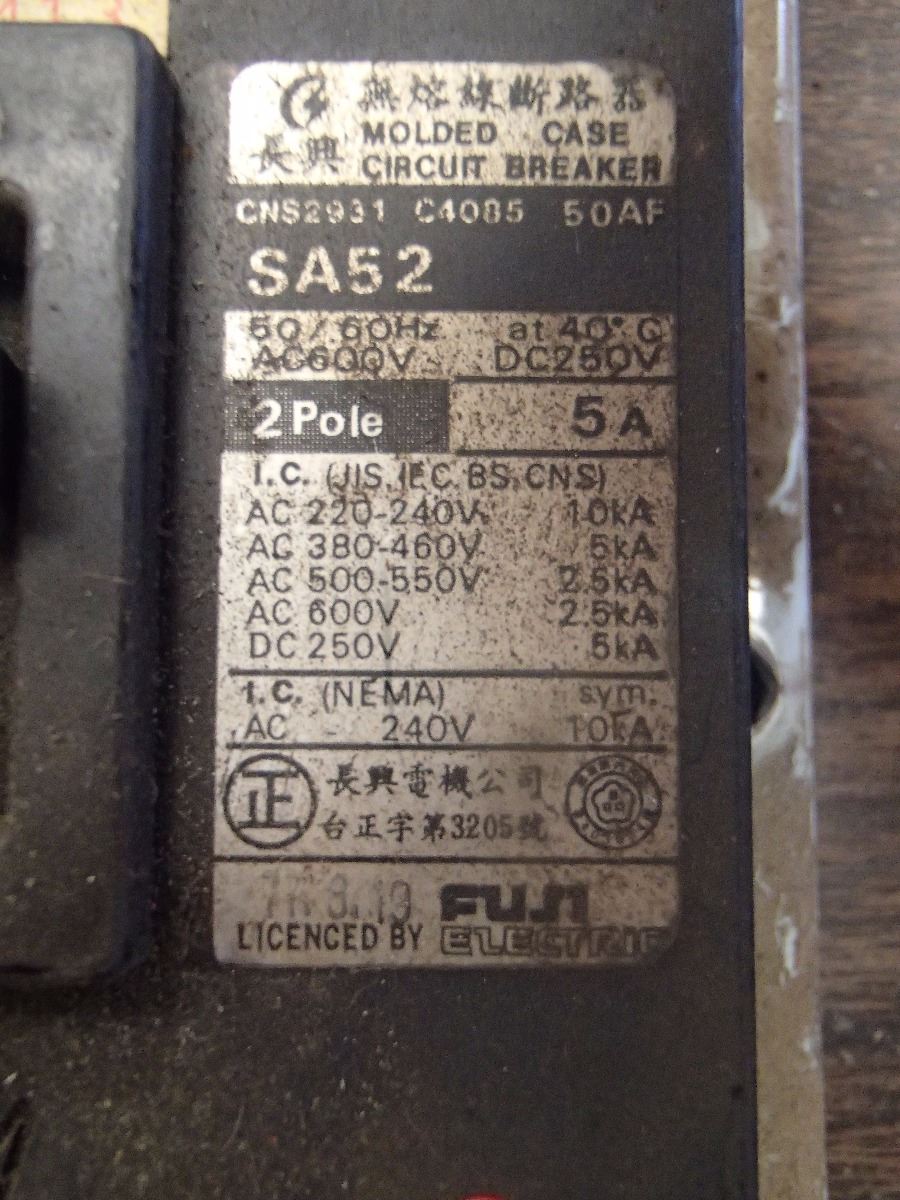 無熔線斷路器
長興
MOLDED CASE
CIRCUIT BREAKER
CNS2931 C4085 50AF
SA52
50/60Hz at 40°C
AC600V DC250V
2Pole 5A
I.C. (JIS, IEC, BS, CNS)
AC 220-240V 10kA
AC 380-460V 5kA
AC 500-550V 2.5kA
AC 600V 2.5kA
DC 250V 5kA
I.C. (NEMA) sym.
AC 240V 10kA
正 長興電機公司
台正字第3205號
LICENCED BY FUJI
ELECTRIC